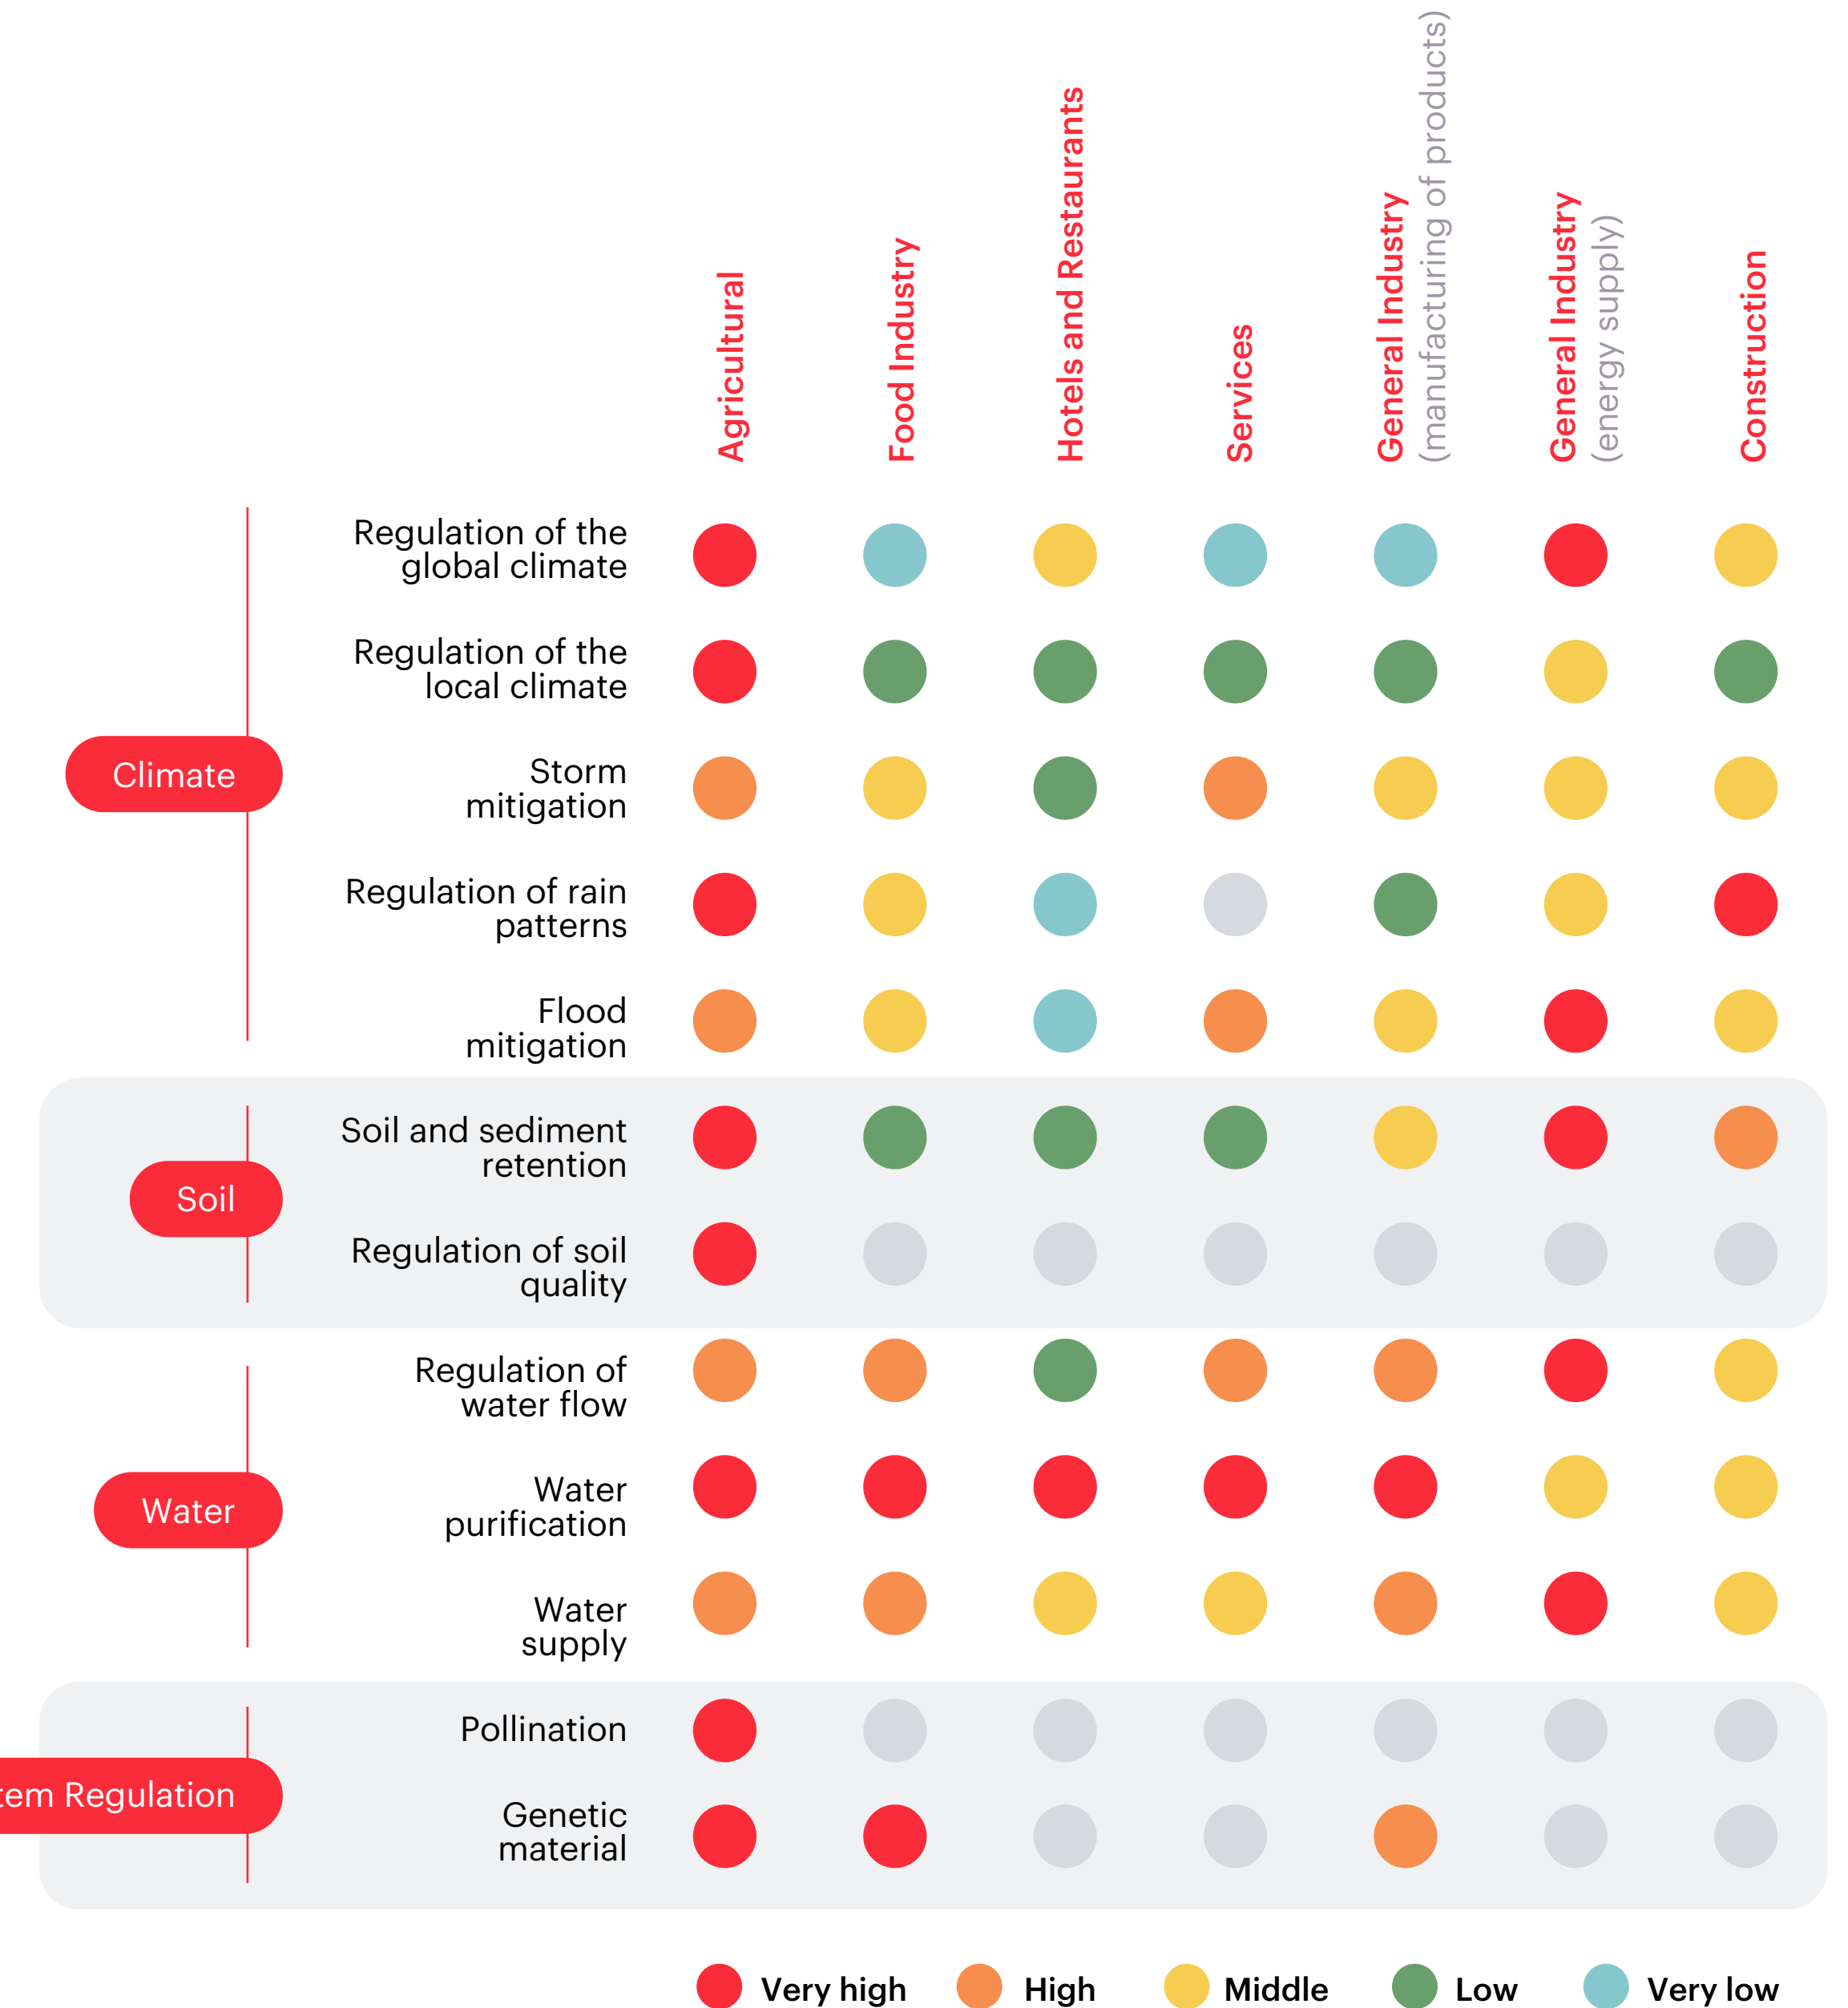 Agricultural
Food Industry
Hotels and Restaurants
Services
General Industry
(manufacturing of products)
General Industry
(energy supply)
Construction
Climate
Regulation of the
global climate
Regulation of the
local climate
Storm
mitigation
Regulation of rain
patterns
Flood
mitigation
Soil
Soil and sediment
retention
Regulation of soil
quality
Water
Regulation of
water flow
Water
purification
Water
supply
Regulation
Pollination
Genetic
material
Very high
High
Middle
Low
Very low